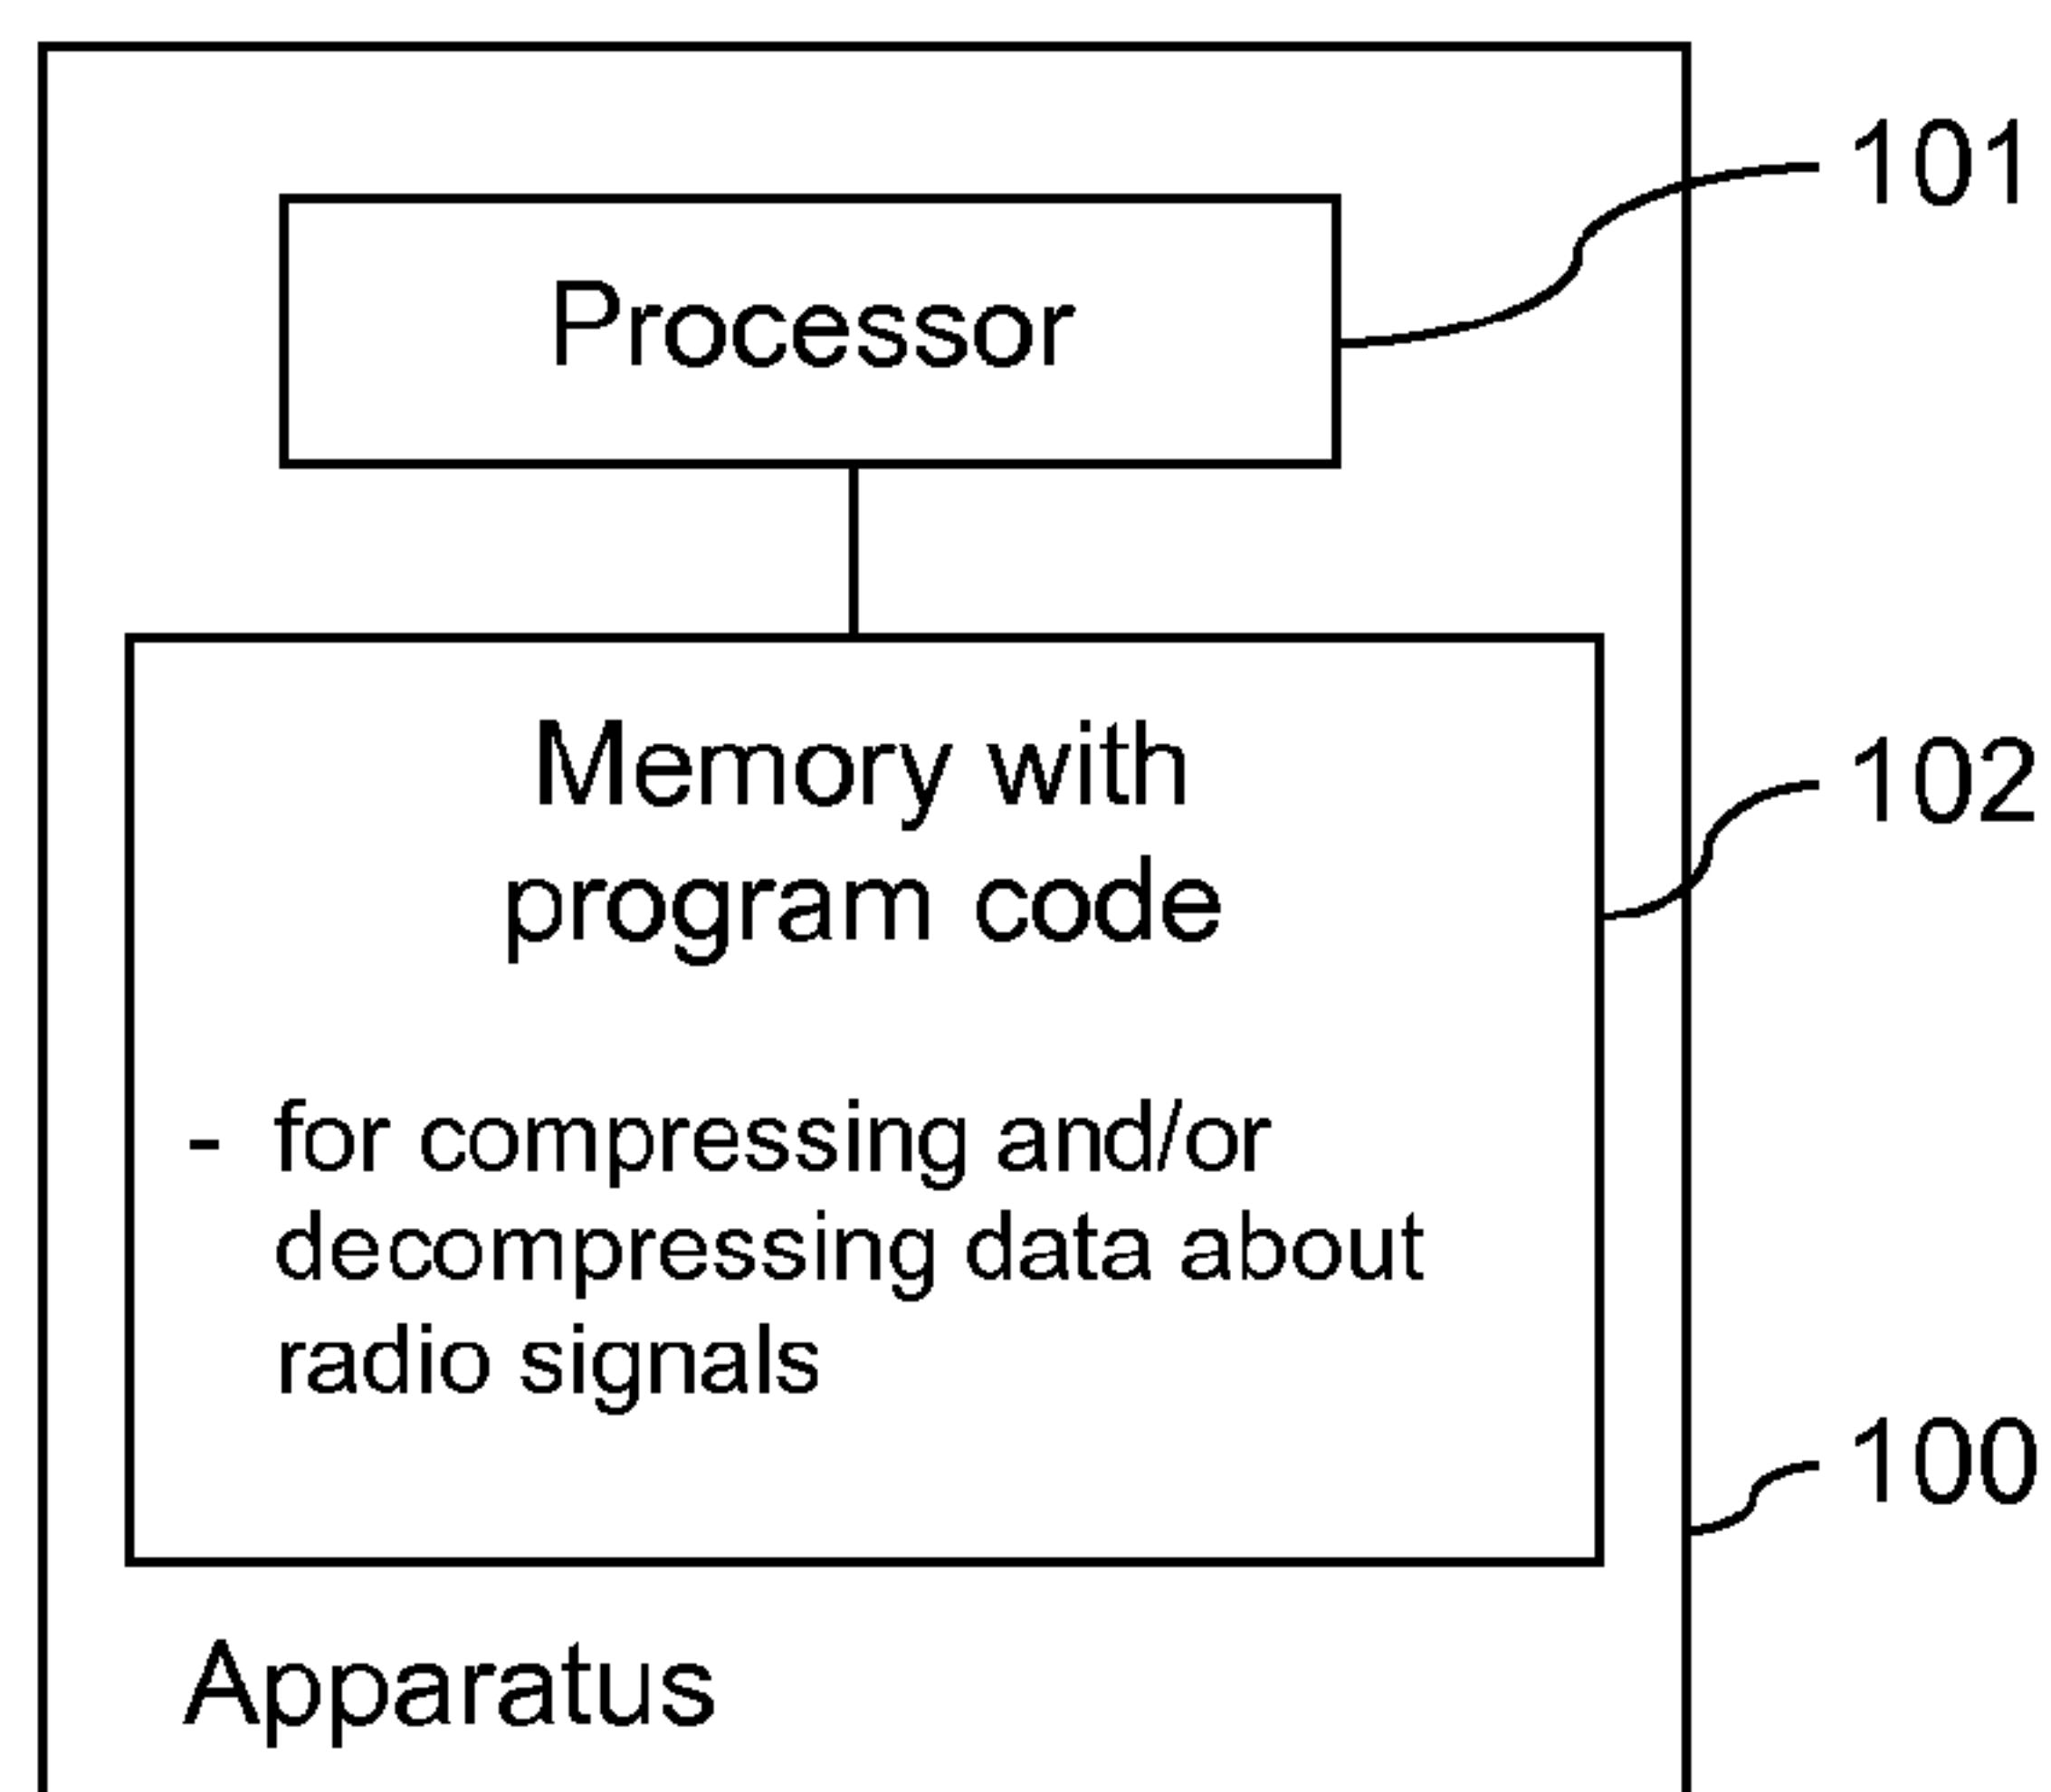 101
Processor
Memory with
program code
102
- for compressing and/or
decompressing data about
radio signals
100
Apparatus